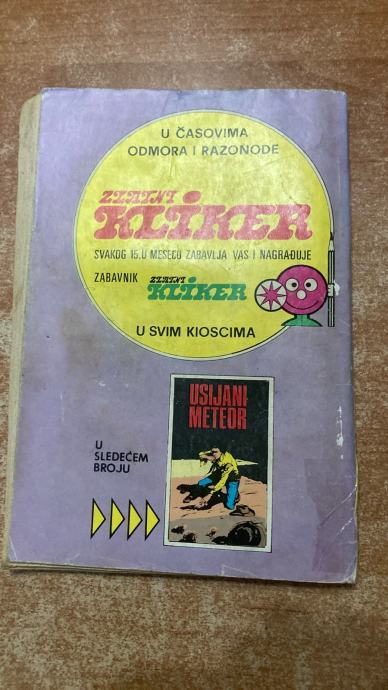 U ČASOVIMA
ODMORA I RAZONODE
ZLATNI
KLIKER
SVAKOG 15. U MESECU ZABAVLJA VAS I NAGRAĐUJE
ZABAVNIK ZLATNI KLIKER
U SVIM KIOSCIMA
USIJANI
METEOR
U
SLEDEĆEM
BROJU